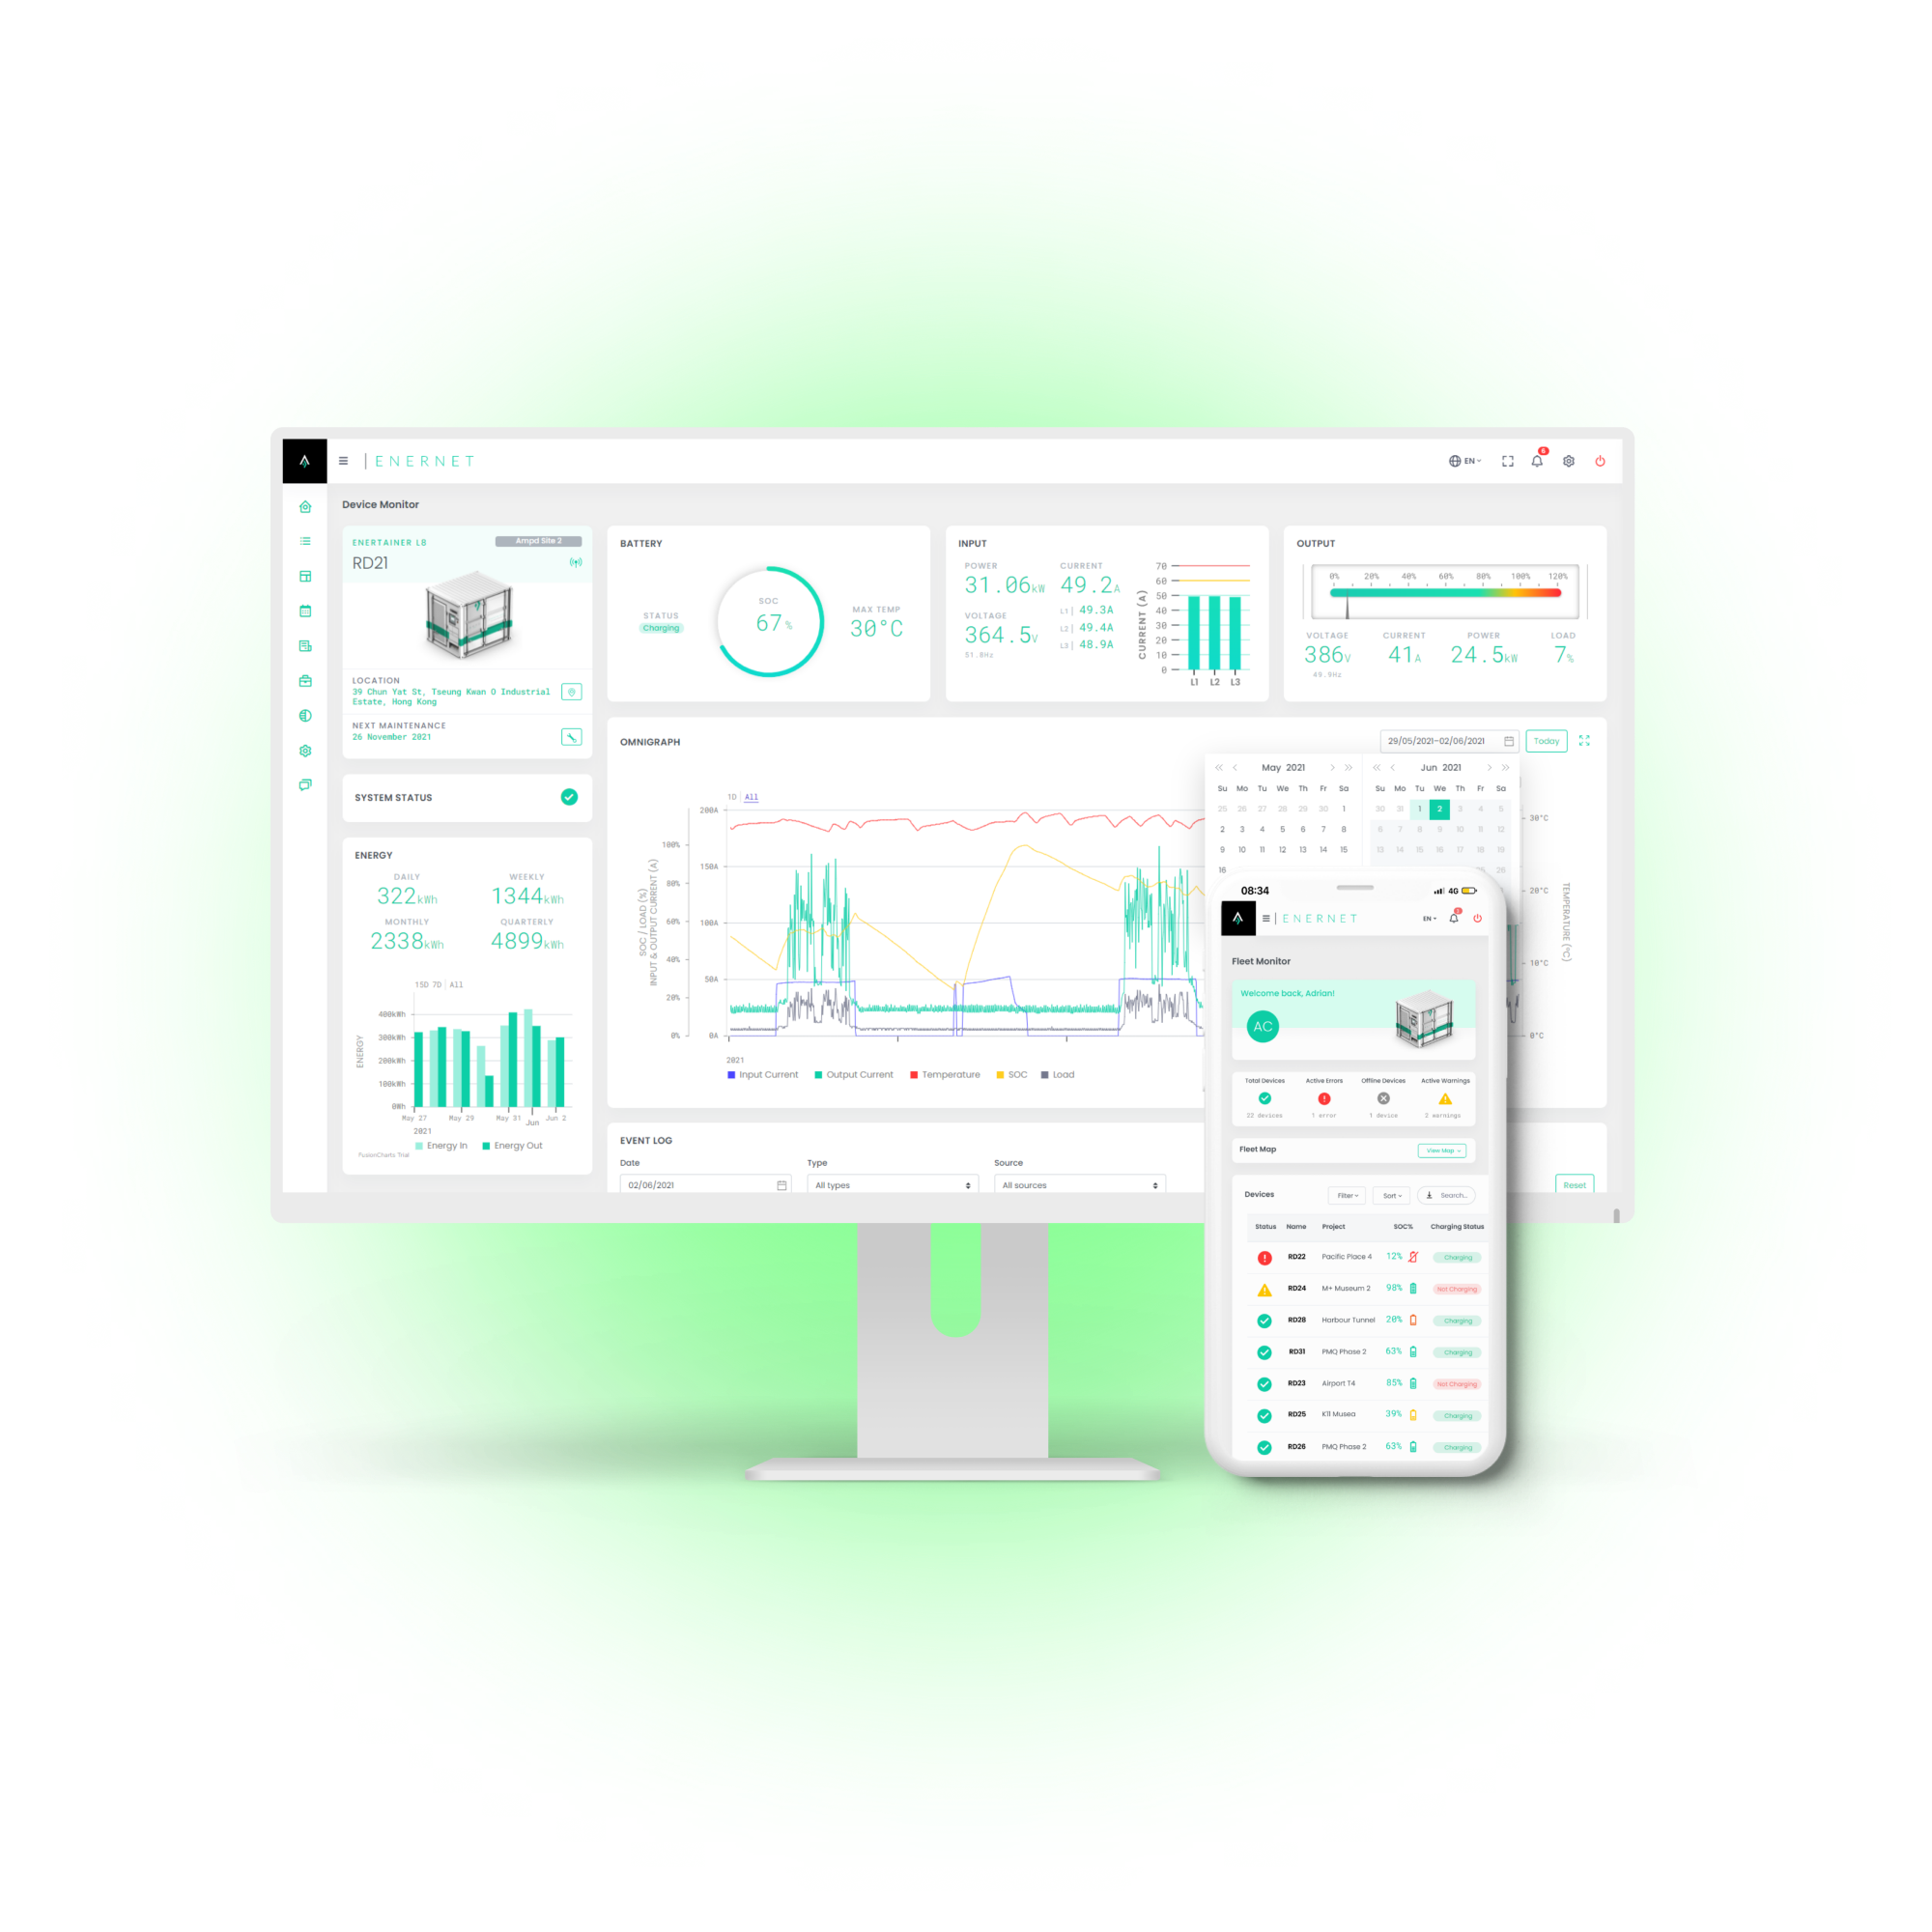 ENERNET
EN
6
Device Monitor
ENERTAINER L8
Ampd Site 2
RD21
LOCATION
39 Chun Yat St, Tseung Kwan O Industrial
Estate, Hong Kong
NEXT MAINTENANCE
26 November 2021
SYSTEM STATUS
ENERGY
DAILY
WEEKLY
322kWh
1344kWh
MONTHLY
QUARTERLY
2338kWh
4899kWh
15D 7D All
400kWh
300kWh
200kWh
100kWh
0Wh
ENERGY
May 27
May 29
May 31
Jun
Jun 2
2021
Energy In
Energy Out
FusionCharts Trial
BATTERY
STATUS
Charging
SOC
67%
MAX TEMP
30°C
INPUT
POWER
CURRENT
31.06kW
49.2A
VOLTAGE
364.5V
51.8Hz
L1 49.3A
L2 49.4A
L3 48.9A
CURRENT (A)
70
60
50
40
30
20
10
0
L1 L2 L3
OUTPUT
0% 20% 40% 60% 80% 100% 120%
VOLTAGE
CURRENT
POWER
LOAD
386V
41A
24.5kW
7%
49.9Hz
OMNIGRAPH
29/05/2021-02/06/2021
Today
1D All
SOC / LOAD (%)
INPUT & OUTPUT CURRENT (A)
100%
80%
60%
40%
20%
0%
200A
150A
100A
50A
0A
2021
Input Current
Output Current
Temperature
SOC
Load
30°C
20°C
10°C
0°C
TEMPERATURE (°C)
May 2021
Su Mo Tu We Th Fr Sa
25 26 27 28 29 30 1
2 3 4 5 6 7 8
9 10 11 12 13 14 15
16
Jun 2021
Su Mo Tu We Th Fr Sa
30 31 1 2 3 4 5
6 7 8 9 10 11 12
13 14 15 16 17 18 19
26
EVENT LOG
Date
Type
Source
02/06/2021
All types
All sources
Reset
08:34
4G
ENERNET
EN
Fleet Monitor
Welcome back, Adrian!
AC
Total Devices
Active Errors
Offline Devices
Active Warnings
22 devices
1 error
1 device
2 warnings
Fleet Map
View Map
Devices
Filter
Sort
Search...
Status Name Project SOC% Charging Status
RD22 Pacific Place 4 12% Charging
RD24 M+ Museum 2 98% Not Charging
RD28 Harbour Tunnel 20% Charging
RD31 PMQ Phase 2 63% Charging
RD23 Airport T4 85% Not Charging
RD25 K11 Musea 39% Charging
RD26 PMQ Phase 2 63% Charging